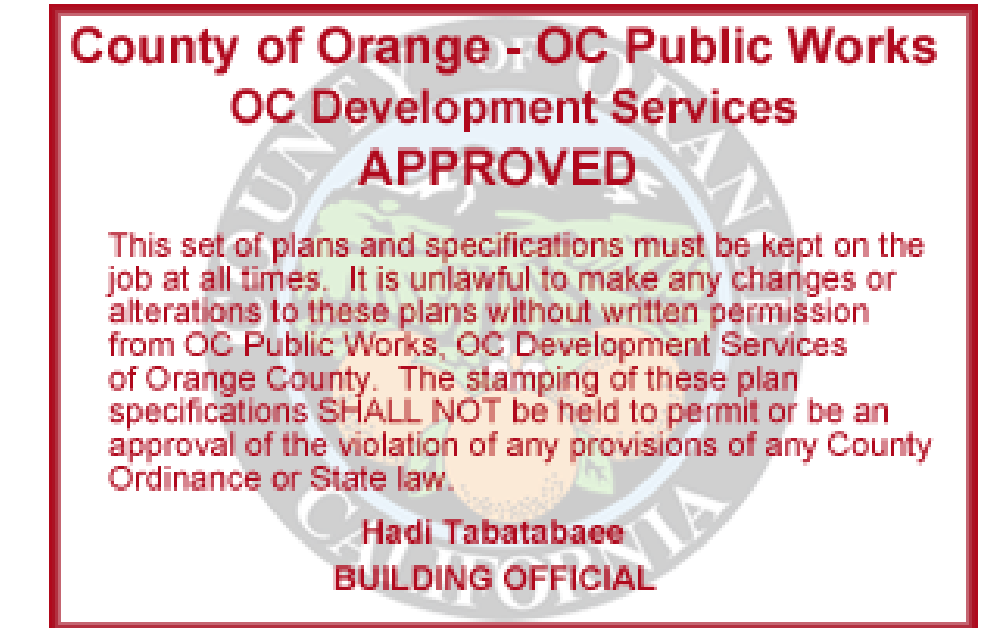 County of Orange - OC Public Works
OC Development Services
APPROVED
This set of plans and specifications must be kept on the
job at all times.  It is unlawful to make any changes or
alterations to these plans without written permission
from OC Public Works, OC Development Services
of Orange County.  The stamping of these plan
specifications SHALL NOT be held to permit or be an
approval of the violation of any provisions of any County
Ordinance or State law.
Hadi Tabatabaee
BUILDING OFFICIAL
COUNTY OF ORANGE
CALIFORNIA